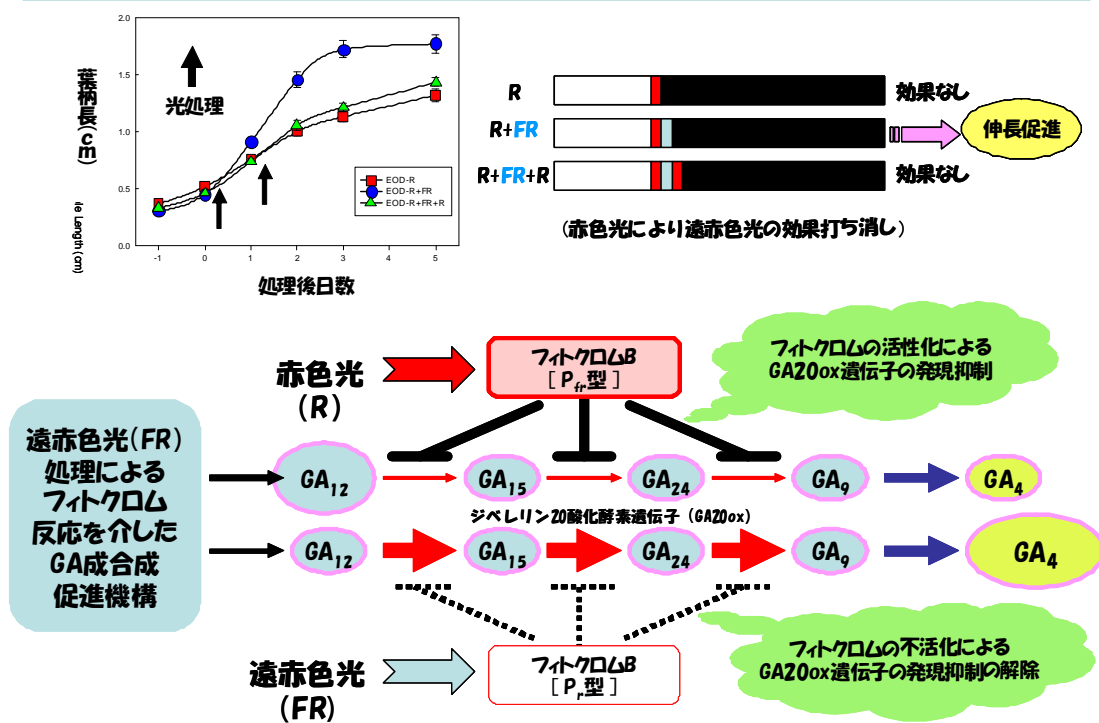 2.0
1.5
1.0
0.5
0.0
葉柄長(cm)
le Length (cm)
光処理
EOD-R
EOD-R+FR
EOD-R+FR+R
-1 0 1 2 3 4 5
処理後日数
R
効果なし
R+FR
伸長促進
R+FR+R
効果なし
(赤色光により遠赤色光の効果打ち消し)
赤色光
(R)
フィトクロムB
[Pfr型]
フィトクロムの活性化による
GA20ox遺伝子の発現抑制
遠赤色光(FR)
処理による
フィトクロム
反応を介した
GA成合成
促進機構
GA12
GA15
GA24
GA9
GA4
ジベレリン20酸化酵素遺伝子(GA20ox)
GA12
GA15
GA24
GA9
GA4
遠赤色光
(FR)
フィトクロムB
[Pr型]
フィトクロムの不活化による
GA20ox遺伝子の発現抑制の解除